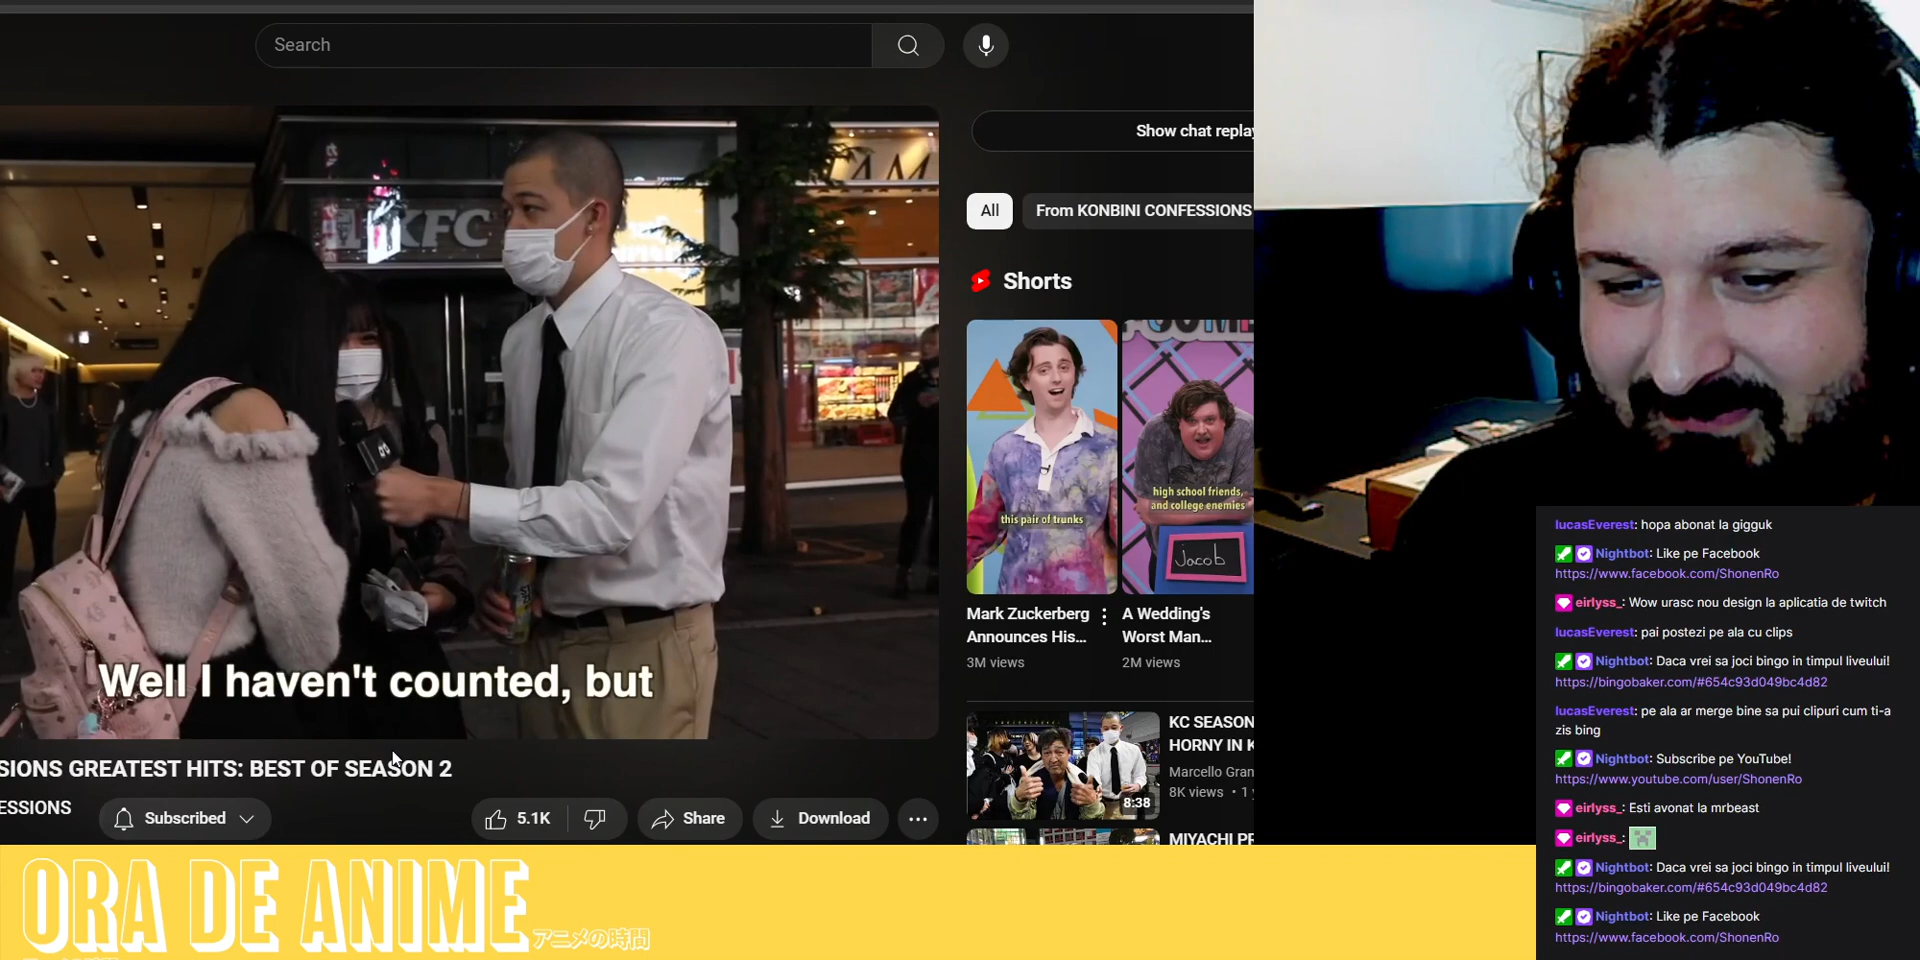 Search
KFC
Well I haven't counted, but
SIONS GREATEST HITS: BEST OF SEASON 2
ESSIONS
Subscribed
5.1K
Share
Download
Show chat replay
All
From KONBINI CONFESSIONS
Shorts
this pair of trunks
high school friends,
and college enemies
Jacob
Mark Zuckerberg
Announces His...
3M views
A Wedding's
Worst Man...
2M views
KC SEASON
HORNY IN K
Marcello Gran
8K views • 1 y
8:38
MIYACHI PR
lucasEverest: hopa abonat la gigguk
Nightbot: Like pe Facebook
https://www.facebook.com/ShonenRo
eirlyss_: Wow urasc nou design la aplicatia de twitch
lucasEverest: pai postezi pe ala cu clips
Nightbot: Daca vrei sa joci bingo in timpul liveului!
https://bingobaker.com/#654c93d049bc4d82
lucasEverest: pe ala ar merge bine sa pui clipuri cum ti-a
zis bing
Nightbot: Subscribe pe YouTube!
https://www.youtube.com/user/ShonenRo
eirlyss_: Esti avonat la mrbeast
eirlyss_:
Nightbot: Daca vrei sa joci bingo in timpul liveului!
https://bingobaker.com/#654c93d049bc4d82
Nightbot: Like pe Facebook
https://www.facebook.com/ShonenRo
ORA DE ANIME
アニメの時間